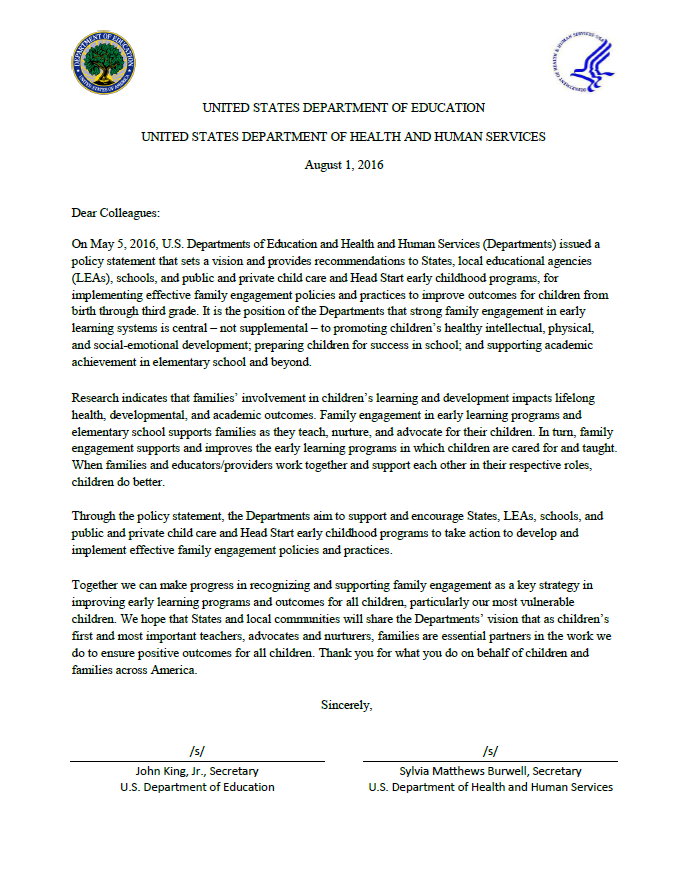 DEPARTMENT OF EDUCATION
UNITED STATES OF AMERICA
DEPARTMENT OF HEALTH & HUMAN SERVICES USA
UNITED STATES DEPARTMENT OF EDUCATION
UNITED STATES DEPARTMENT OF HEALTH AND HUMAN SERVICES
August 1, 2016
Dear Colleagues:
On May 5, 2016, U.S. Departments of Education and Health and Human Services (Departments) issued a
policy statement that sets a vision and provides recommendations to States, local educational agencies
(LEAs), schools, and public and private child care and Head Start early childhood programs, for
implementing effective family engagement policies and practices to improve outcomes for children from
birth through third grade. It is the position of the Departments that strong family engagement in early
learning systems is central – not supplemental – to promoting children’s healthy intellectual, physical,
and social-emotional development; preparing children for success in school; and supporting academic
achievement in elementary school and beyond.
Research indicates that families’ involvement in children’s learning and development impacts lifelong
health, developmental, and academic outcomes. Family engagement in early learning programs and
elementary school supports families as they teach, nurture, and advocate for their children. In turn, family
engagement supports and improves the early learning programs in which children are cared for and taught.
When families and educators/providers work together and support each other in their respective roles,
children do better.
Through the policy statement, the Departments aim to support and encourage States, LEAs, schools, and
public and private child care and Head Start early childhood programs to take action to develop and
implement effective family engagement policies and practices.
Together we can make progress in recognizing and supporting family engagement as a key strategy in
improving early learning programs and outcomes for all children, particularly our most vulnerable
children. We hope that States and local communities will share the Departments’ vision that as children’s
first and most important teachers, advocates and nurturers, families are essential partners in the work we
do to ensure positive outcomes for all children. Thank you for what you do on behalf of children and
families across America.
Sincerely,
/s/ /s/
John King, Jr., Secretary Sylvia Matthews Burwell, Secretary
U.S. Department of Education U.S. Department of Health and Human Services